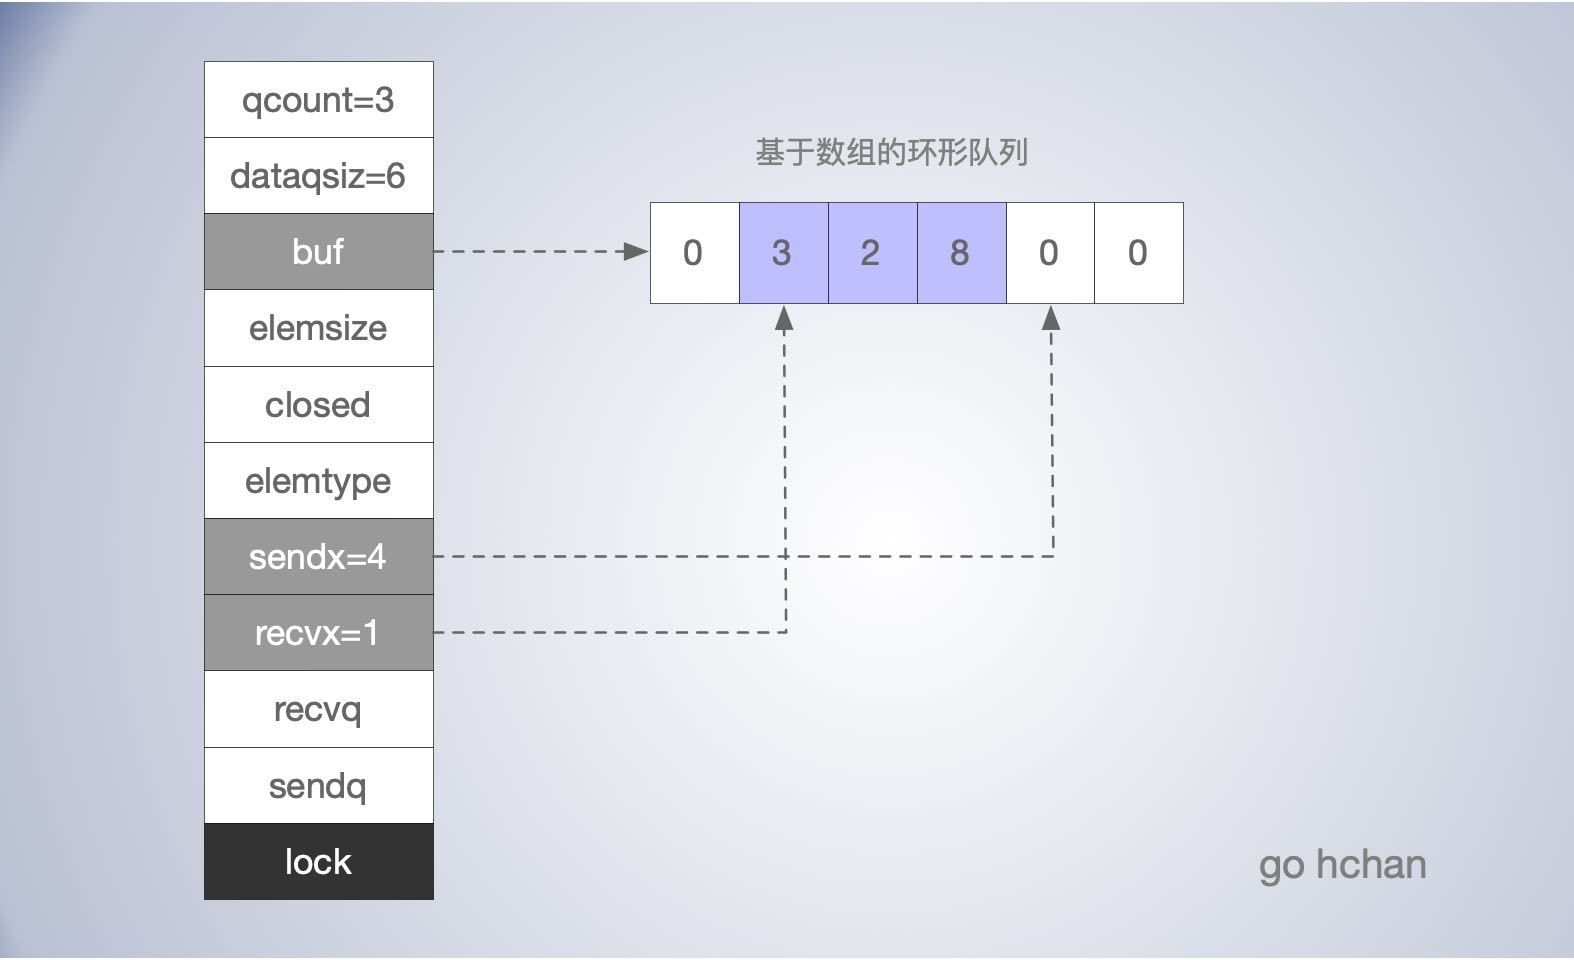 qcount=3
dataqsiz=6
buf
elemsize
closed
elemtype
sendx=4
recvx=1
recvq
sendq
lock
基于数组的环形队列
0 3 2 8 0 0
go hchan